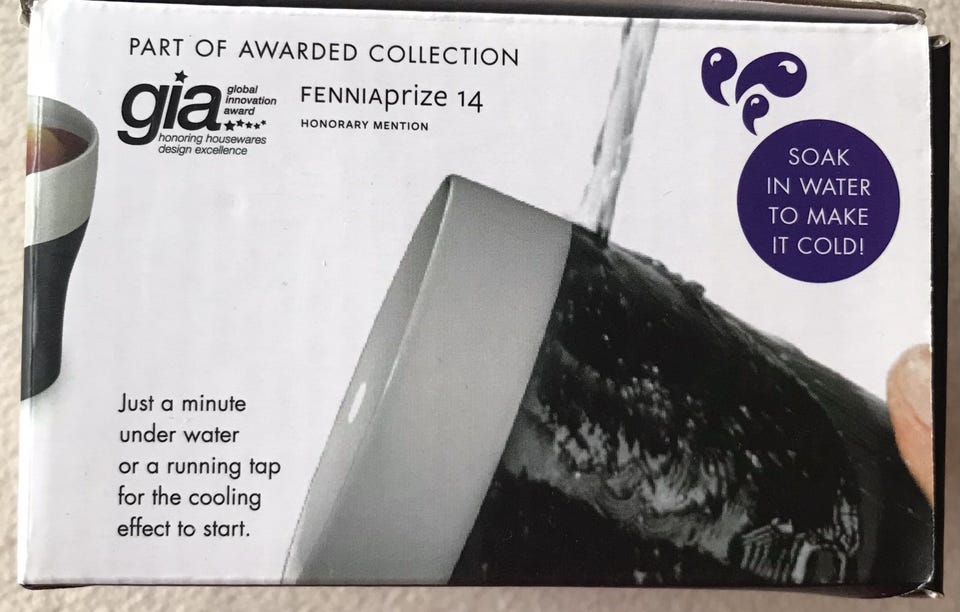 PART OF AWARDED COLLECTION
gia
global
innovation
award
honoring housewares
design excellence
FENNIAprize 14
HONORARY MENTION
SOAK
IN WATER
TO MAKE
IT COLD!
Just a minute
under water
or a running tap
for the cooling
effect to start.